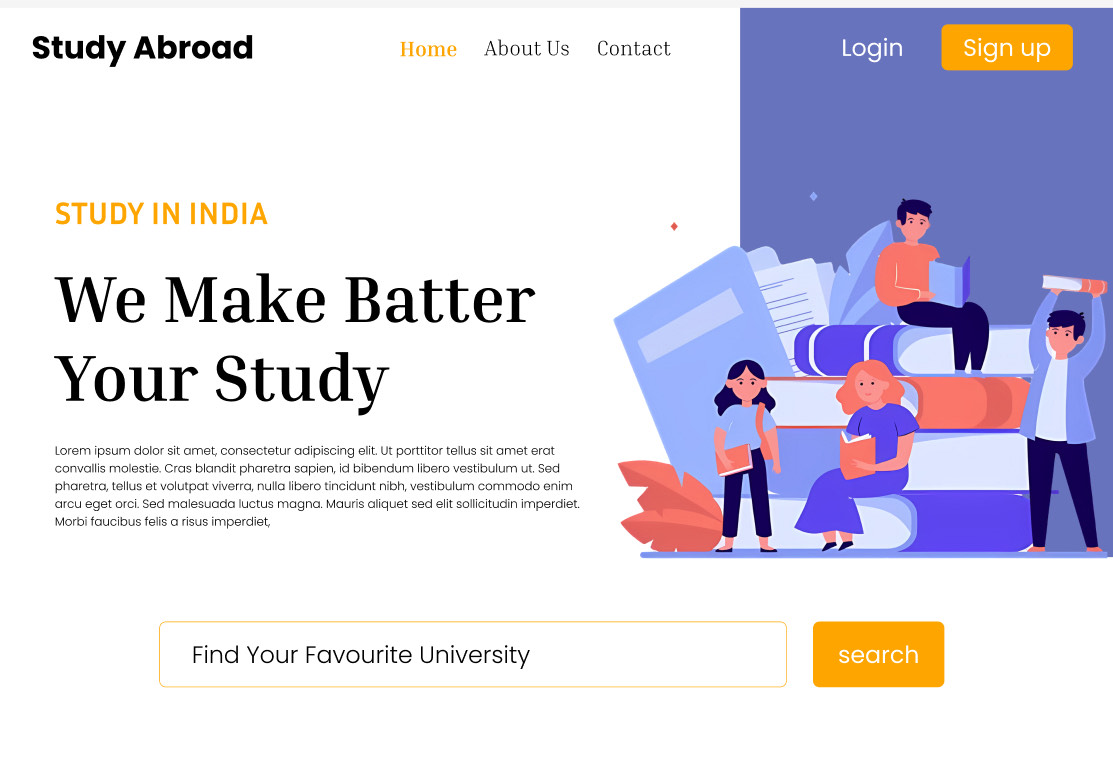 Study Abroad
Home About Us Contact
Login Sign up
STUDY IN INDIA
We Make Batter
Your Study
Lorem ipsum dolor sit amet, consectetur adipiscing elit. Ut porttitor tellus sit amet erat
convallis molestie. Cras blandit pharetra sapien, id bibendum libero vestibulum ut. Sed
pharetra, tellus et volutpat viverra, nulla libero tincidunt nibh, vestibulum commodo enim
arcu eget orci. Sed malesuada luctus magna. Mauris aliquet sed elit sollicitudin imperdiet.
Morbi faucibus felis a risus imperdiet,
Find Your Favourite University
search